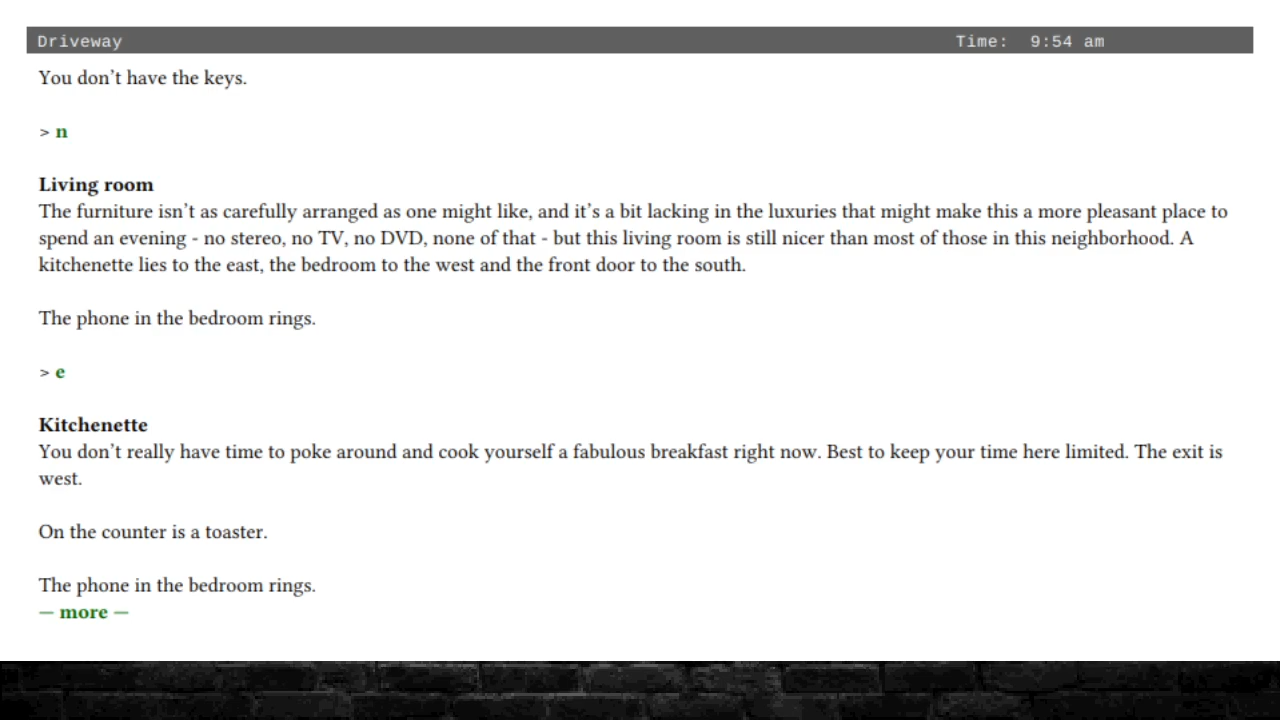 Driveway Time: 9:54 am
You don’t have the keys.
> n
Living room
The furniture isn’t as carefully arranged as one might like, and it’s a bit lacking in the luxuries that might make this a more pleasant place to
spend an evening - no stereo, no TV, no DVD, none of that - but this living room is still nicer than most of those in this neighborhood. A
kitchenette lies to the east, the bedroom to the west and the front door to the south.
The phone in the bedroom rings.
> e
Kitchenette
You don’t really have time to poke around and cook yourself a fabulous breakfast right now. Best to keep your time here limited. The exit is
west.
On the counter is a toaster.
The phone in the bedroom rings.
— more —